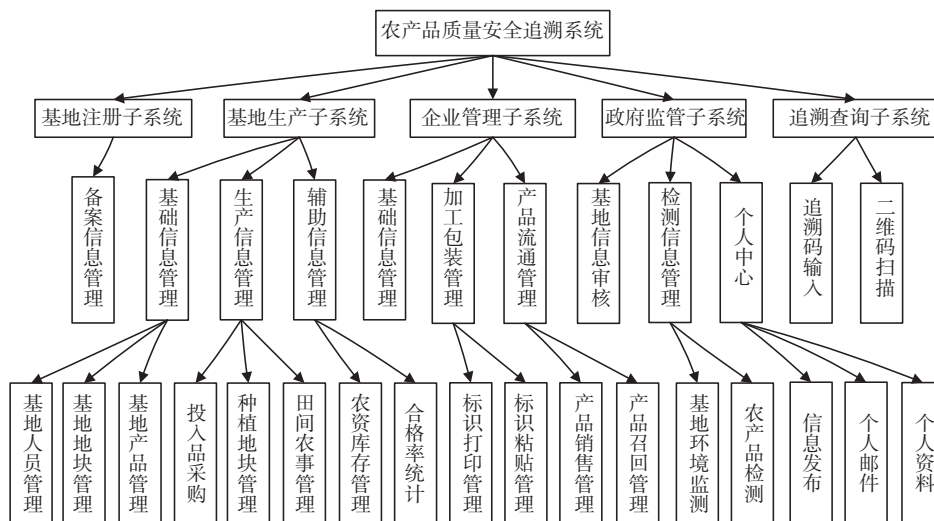 农产品质量安全追溯系统
基地注册子系统
基地生产子系统
企业管理子系统
政府监管子系统
追溯查询子系统
备案信息管理
基础信息管理
生产信息管理
辅助信息管理
基础信息管理
加工包装管理
产品流通管理
基地信息审核
检测信息管理
个人中心
追溯码输入
二维码扫描
基地人员管理
基地地块管理
基地产品管理
投入品采购
种植地块管理
田间农事管理
农资库存管理
合格率统计
标识打印管理
标识粘贴管理
产品销售管理
产品召回管理
基地环境监测
农产品检测
信息发布
个人邮件
个人资料